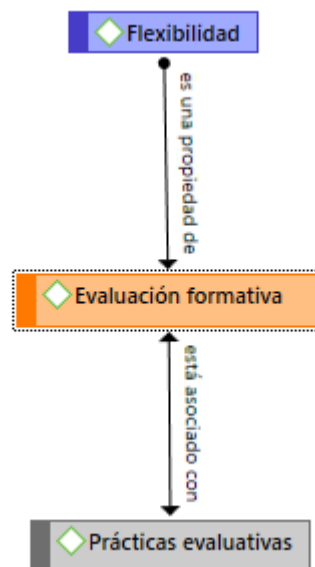 Flexibilidad
es una propiedad de
Evaluación formativa
está asociado con
Prácticas evaluativas